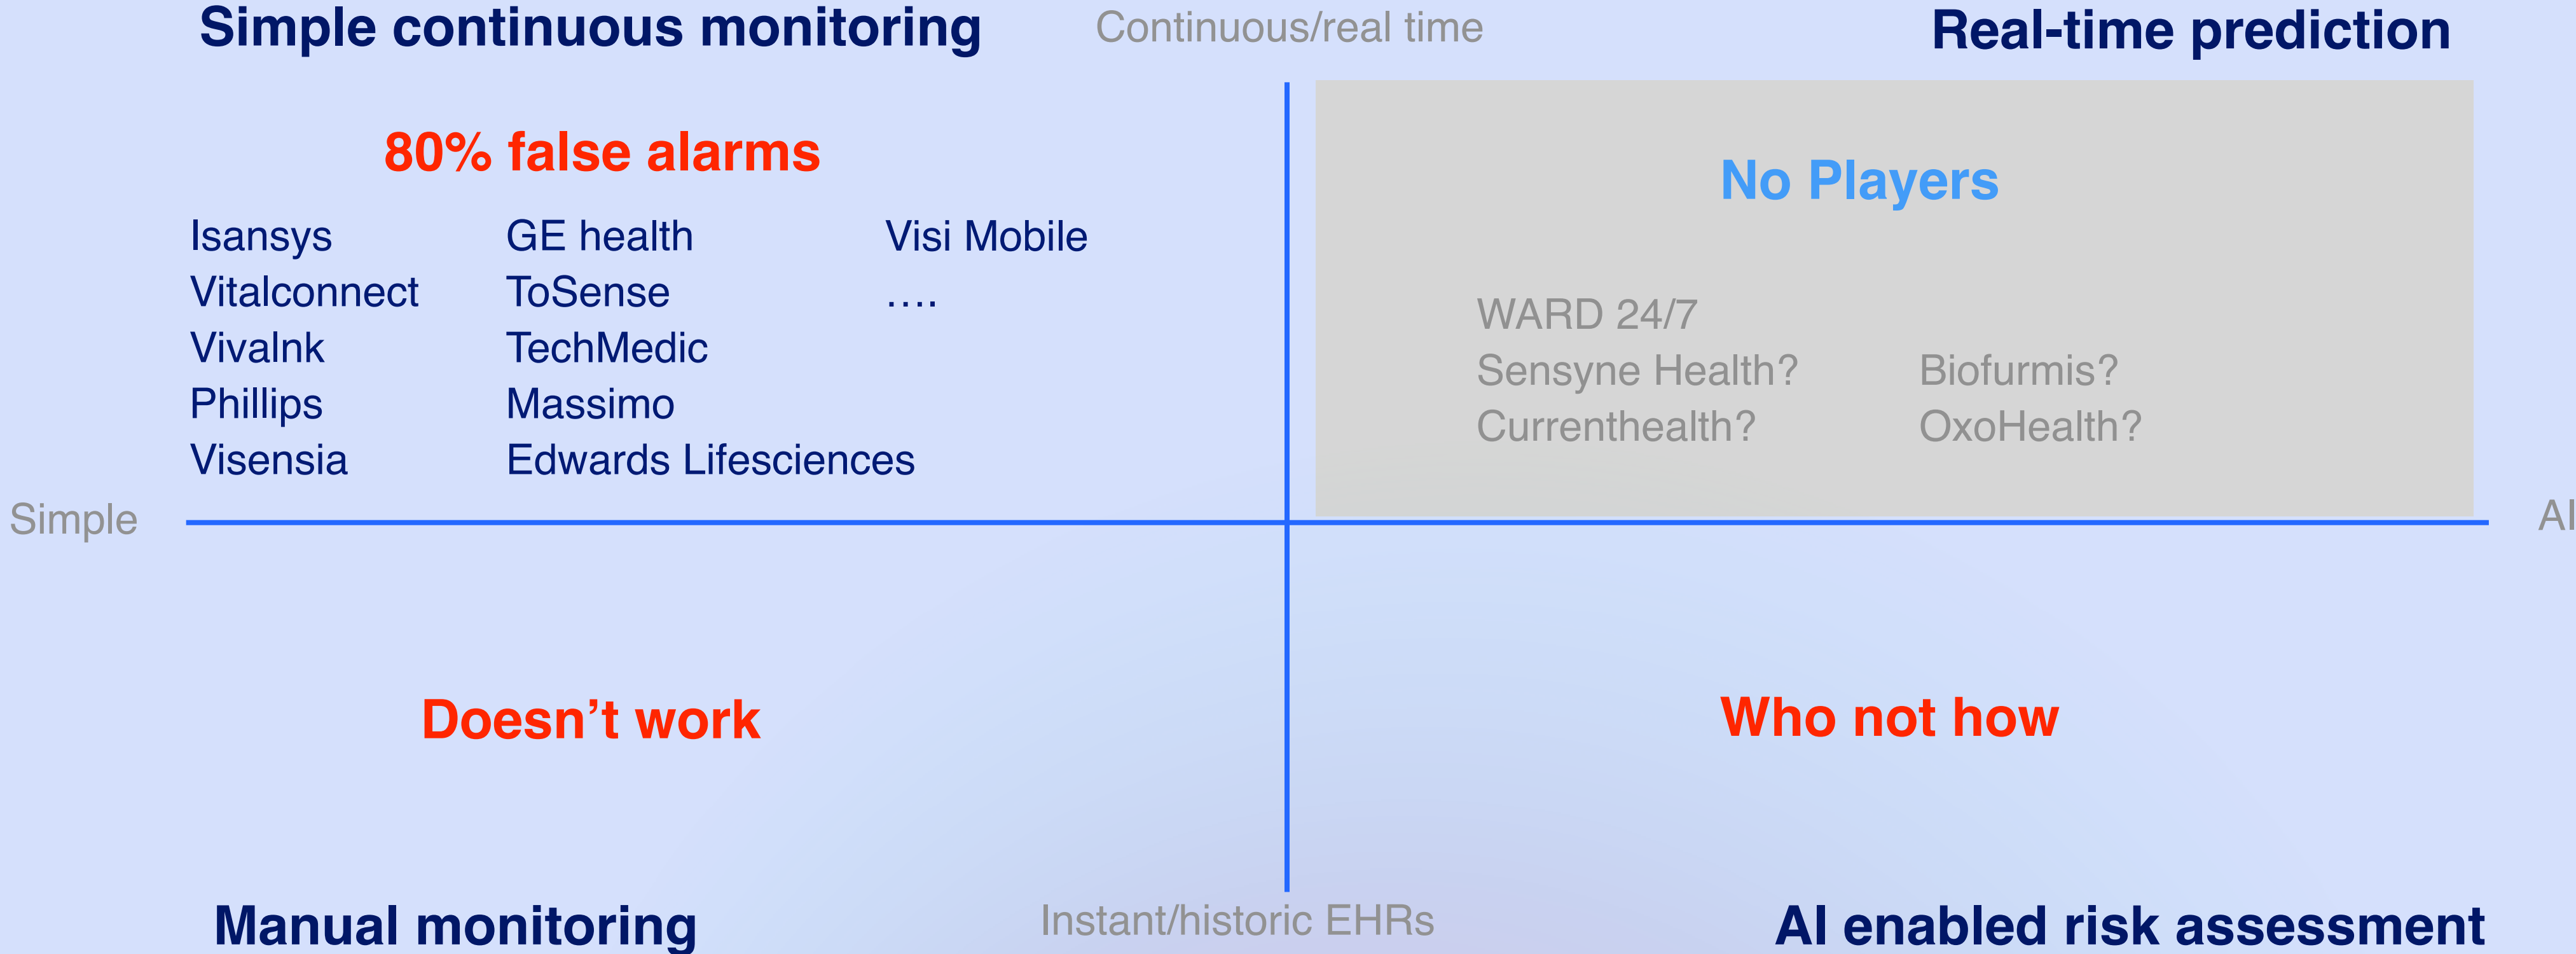 Simple continuous monitoring
Continuous/real time
Real-time prediction
80% false alarms
Isansys
Vitalconnect
Vivalnk
Phillips
Visensia
GE health
ToSense
TechMedic
Massimo
Edwards Lifesciences
Visi Mobile
....
No Players
WARD 24/7
Sensyne Health?
Currenthealth?
Biofurmis?
OxoHealth?
Simple
AI
Doesn’t work
Who not how
Manual monitoring
Instant/historic EHRs
AI enabled risk assessment